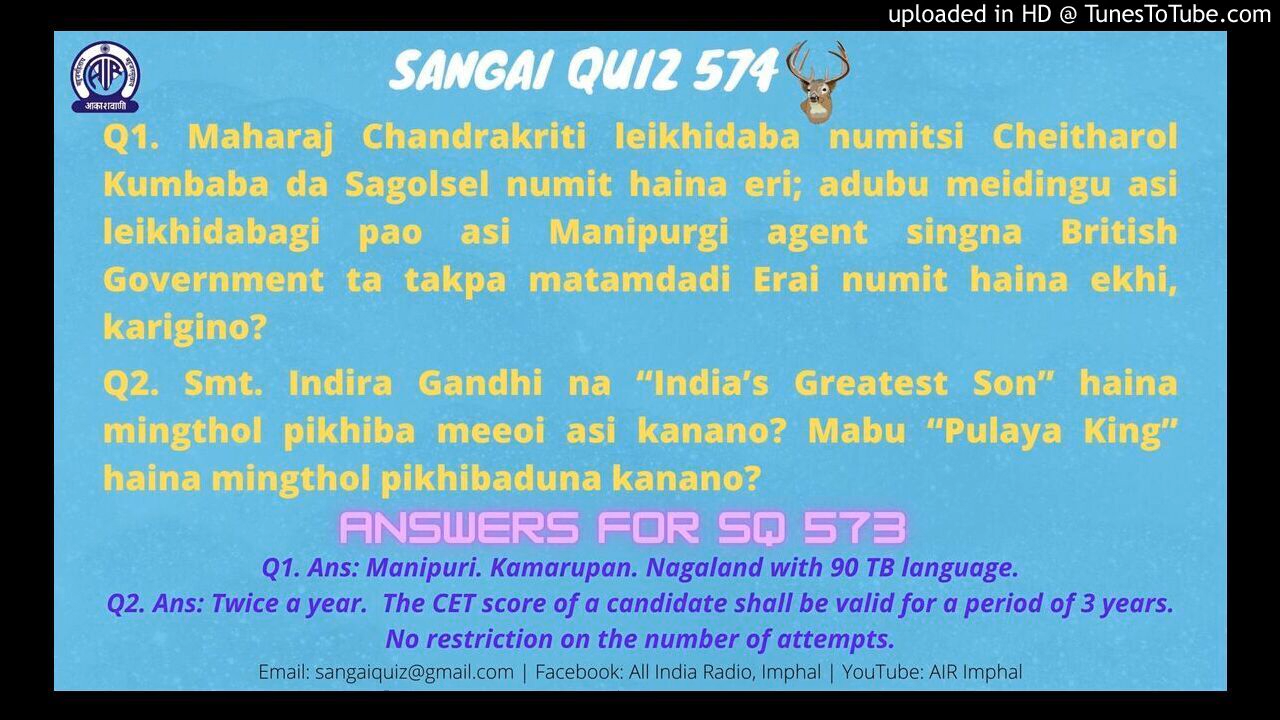 uploaded in HD @ TunesToTube.com
SANGAI QUIZ 574
AIR
आकाशवाणी
Q1. Maharaj Chandrakriti leikhidaba numitsi Cheitharol
Kumbaba da Sagolsel numit haina eri; adubu meidingu asi
leikhidabagi pao asi Manipurgi agent singna British
Government ta takpa matamdadi Erai numit haina ekhi,
karigino?
Q2. Smt. Indira Gandhi na “India’s Greatest Son” haina
mingthol pikhiba meeoi asi kanano? Mabu “Pulaya King”
haina mingthol pikhibaduna kanano?
ANSWERS FOR SQ 573
Q1. Ans: Manipuri. Kamarupan. Nagaland with 90 TB language.
Q2. Ans: Twice a year. The CET score of a candidate shall be valid for a period of 3 years.
No restriction on the number of attempts.
Email: sangaiquiz@gmail.com | Facebook: All India Radio, Imphal | YouTube: AIR Imphal